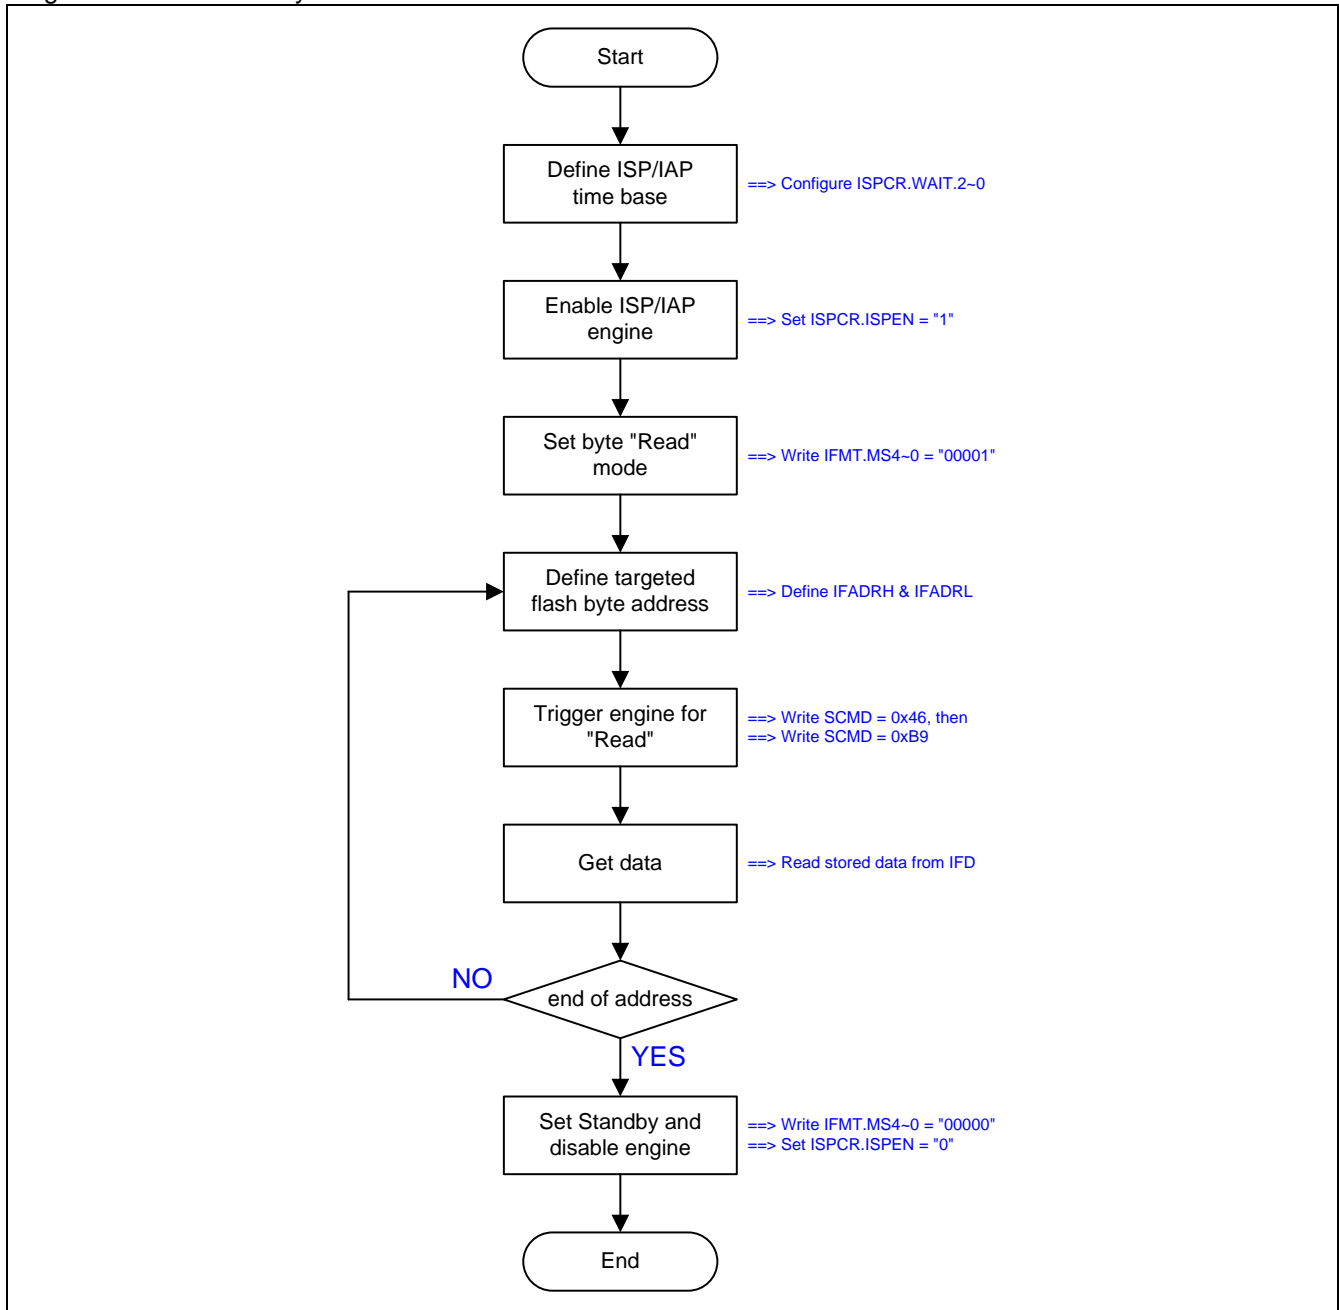 Start
Define ISP/IAP
time base
==> Configure ISPCR.WAIT.2~0
Enable ISP/IAP
engine
==> Set ISPCR.ISPEN = "1"
Set byte "Read"
mode
==> Write IFMT.MS4~0 = "00001"
Define targeted
flash byte address
==> Define IFADRH & IFADRL
Trigger engine for
"Read"
==> Write SCMD = 0x46, then
==> Write SCMD = 0xB9
Get data
==> Read stored data from IFD
NO
end of address
YES
Set Standby and
disable engine
==> Write IFMT.MS4~0 = "00000"
==> Set ISPCR.ISPEN = "0"
End